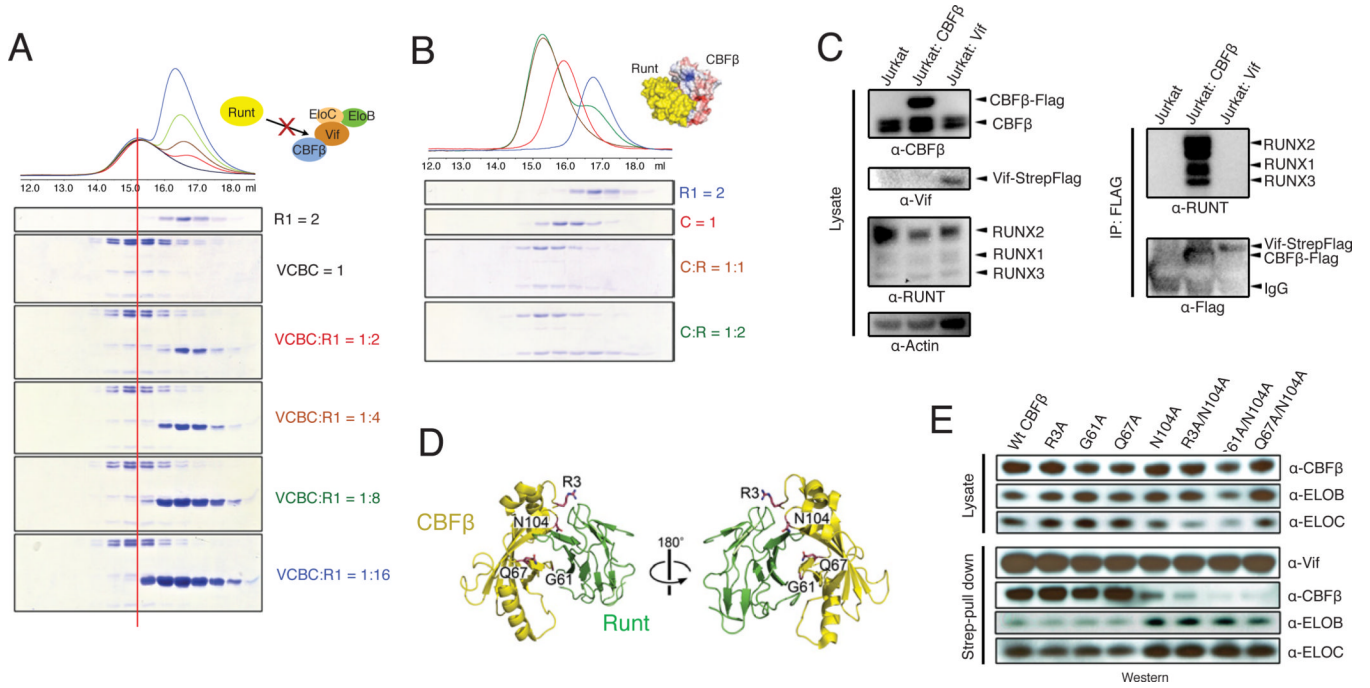 A
Runt
EloC
EloB
Vif
CBFβ
12.0 13.0 14.0 15.0 16.0 17.0 18.0 ml
R1 = 2
VCBC = 1
VCBC:R1 = 1:2
VCBC:R1 = 1:4
VCBC:R1 = 1:8
VCBC:R1 = 1:16
B
Runt
CBFβ
12.0 13.0 14.0 15.0 16.0 17.0 18.0 ml
R1 = 2
C = 1
C:R = 1:1
C:R = 1:2
C
Jurkat
Jurkat: CBFβ
Jurkat: Vif
CBFβ-Flag
CBFβ
α-CBFβ
Vif-StrepFlag
α-Vif
RUNX2
RUNX1
RUNX3
α-RUNT
α-Actin
Lysate
Jurkat
Jurkat: CBFβ
Jurkat: Vif
RUNX2
RUNX1
RUNX3
α-RUNT
Vif-StrepFlag
CBFβ-Flag
IgG
α-Flag
IP: FLAG
D
CBFβ
R3
N104
Q67
G61
Runt
180°
R3
N104
Q67
G61
E
Wt CBFβ
R3A
G61A
Q67A
N104A
R3A/N104A
61A/N104A
Q67A/N104A
Lysate
α-CBFβ
α-ELOB
α-ELOC
Strep-pull down
α-Vif
α-CBFβ
α-ELOB
α-ELOC
Western